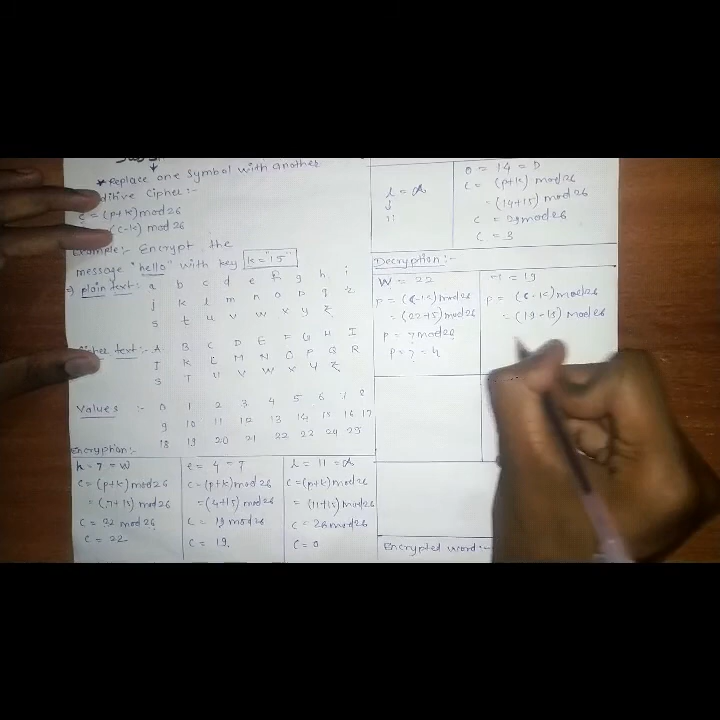 *Replace one symbol with another
ditive Cipher:-
C = (P+K) mod 26
(C-K) mod 26
Example:- Encrypt the
message "hello" with key K="15"
⇒ plain text:- a b c d e f g h i
j k l m n o p q r
s t u v w x y z
Cipher text:- A B C D E F G H I
J K L M N O P Q R
S T U V W X Y Z
Values :- 0 1 2 3 4 5 6 7 8
9 10 11 12 13 14 15 16 17
18 19 20 21 22 23 24 25
Encryption:-
h = 7 = W
C = (P+K) mod 26
= (7+15) mod 26
C = 22 mod 26
C = 22
e = 4 = 7
C = (P+K) mod 26
= (4+15) mod 26
C = 19 mod 26
C = 19
l = 11 = A
C = (P+K) mod 26
= (11+15) mod 26
C = 26 mod 26
C = 0
l = A
↓
11
o = 14 = D
C = (P+K) mod 26
= (14+15) mod 26
C = 29 mod 26
C = 3
Decryption:-
W = 22
P = (C-K) mod 26
= (22-15) mod 26
P = 7 mod 26
P = 7 = h
T = 19
P = (C-K) mod 26
= (19-15) mod 26
Encrypted word:-